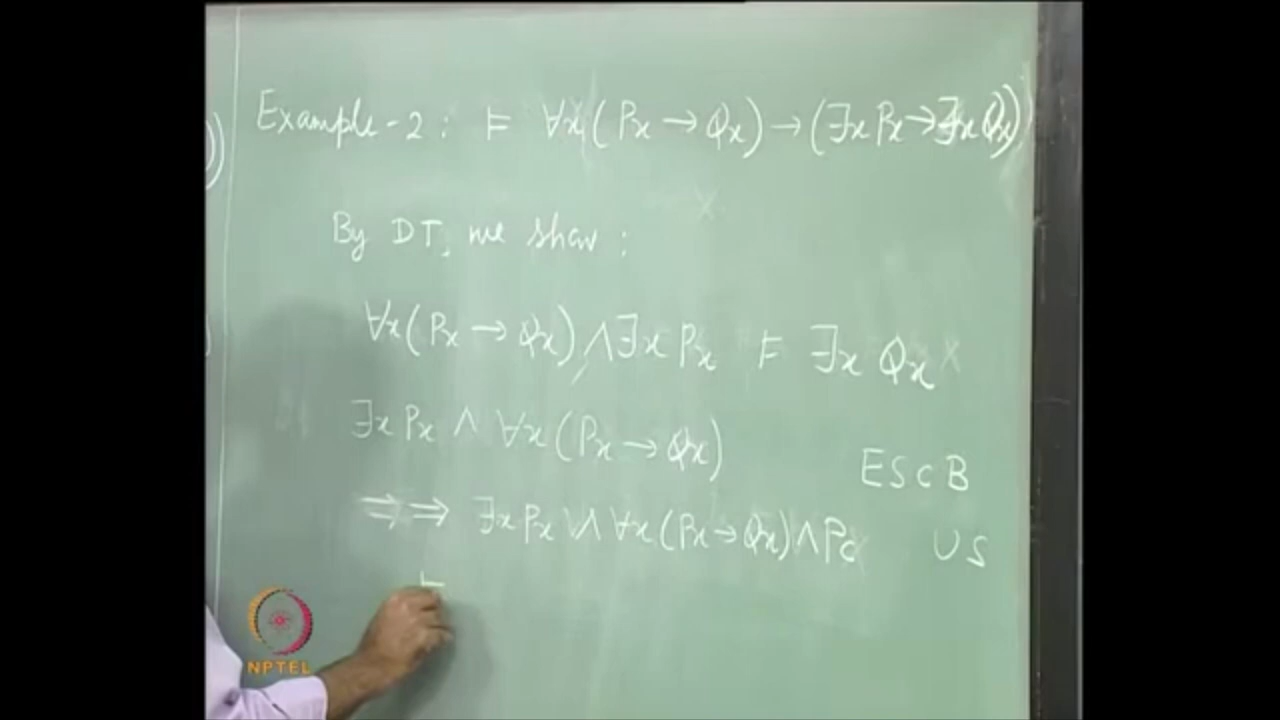 Example-2: ⊨ ∀x(Px → Qx) → (∃x Px → ∃x Qx))
By DT, we show:
∀x(Px → Qx) ∧ ∃x Px ⊨ ∃x Qx
∃x Px ∧ ∀x(Px → Qx)
ESCB
⇒⇒ ∃x Px ∧ ∀x(Px → Qx) ∧ Pc
US
NPTEL